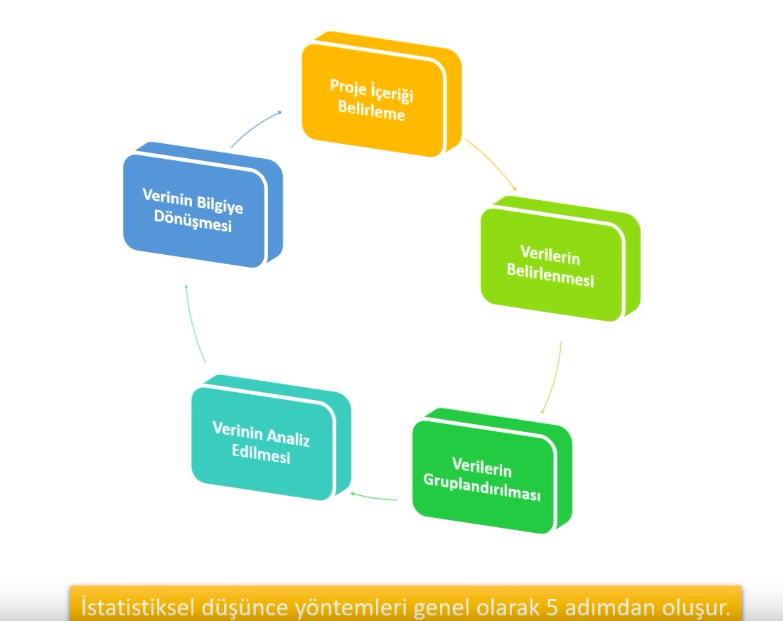 Proje İçeriği
Belirleme
Verilerin
Belirlenmesi
Verilerin
Gruplandırılması
Verinin Analiz
Edilmesi
Verinin Bilgiye
Dönüşmesi
İstatistiksel düşünce yöntemleri genel olarak 5 adımdan oluşur.